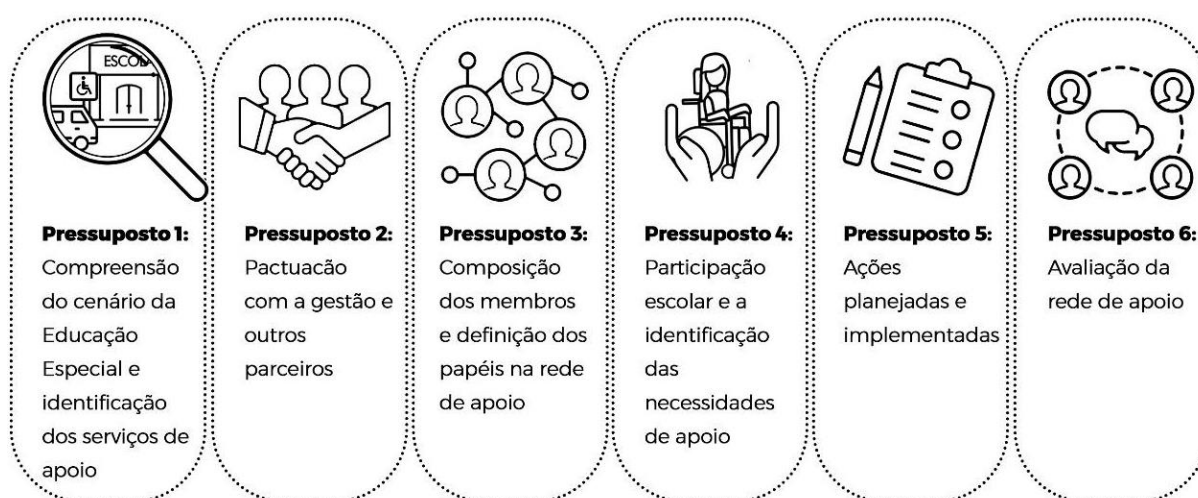 ESCOLA
Pressuposto 1:
Compreensão
do cenário da
Educação
Especial e
identificação
dos serviços de
apoio
Pressuposto 2:
Pactuacão
com a gestão e
outros
parceiros
Pressuposto 3:
Composição
dos membros
e definição dos
papéis na rede
de apoio
Pressuposto 4:
Participação
escolar e a
identificação
das
necessidades
de apoio
Pressuposto 5:
Ações
planejadas e
implementadas
Pressuposto 6:
Avaliação da
rede de apoio